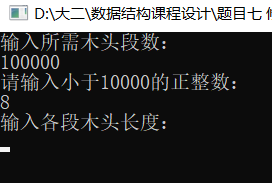 D:\大二\数据结构课程设计\题目七
输入所需木头段数：
100000
请输入小于10000的正整数：
8
输入各段木头长度：